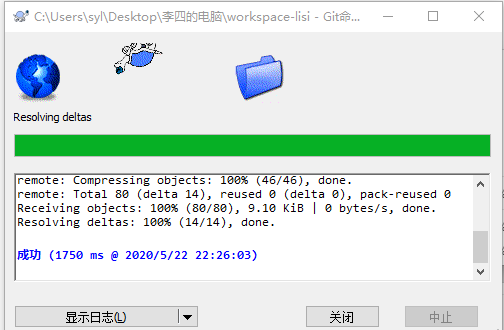 C:\Users\syl\Desktop\李四的电脑\workspace-lisi - Git命...
Resolving deltas
remote: Compressing objects: 100% (46/46), done.
remote: Total 80 (delta 14), reused 0 (delta 0), pack-reused 0
Receiving objects: 100% (80/80), 9.10 KiB | 0 bytes/s, done.
Resolving deltas: 100% (14/14), done.
成功 (1750 ms @ 2020/5/22 22:26:03)
显示日志(L) 关闭 中止